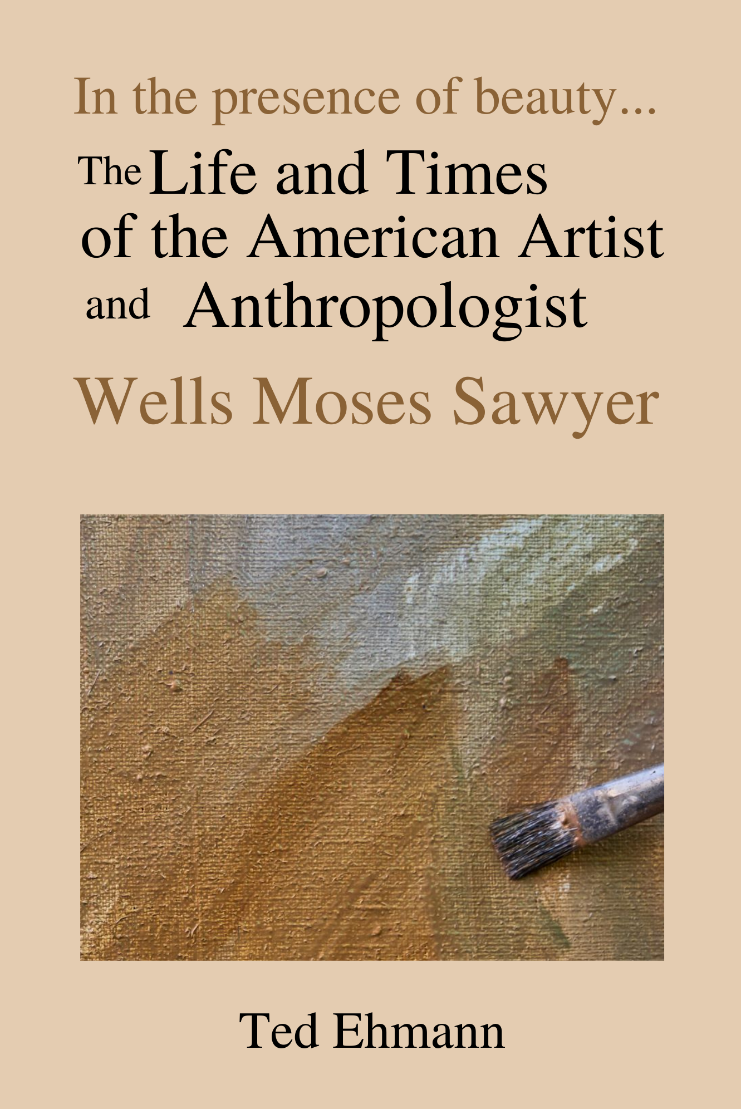 In the presence of beauty...
The Life and Times
of the American Artist
and Anthropologist
Wells Moses Sawyer
Ted Ehmann